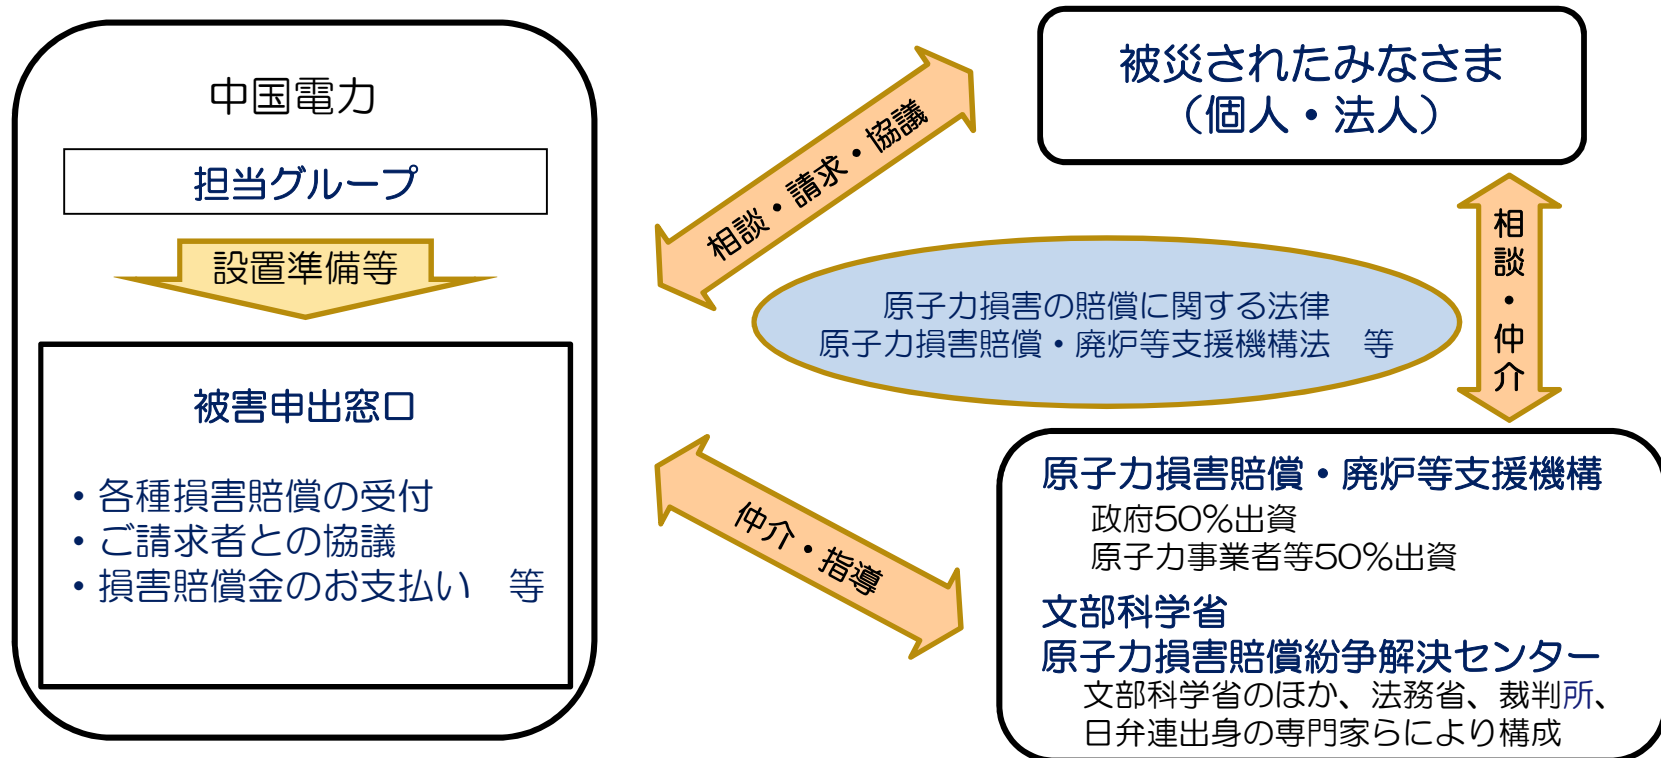 中国電力
担当グループ
設置準備等
被害申出窓口
・各種損害賠償の受付
・ご請求者との協議
・損害賠償金のお支払い　等
相談・請求・協議
被災されたみなさま
（個人・法人）
原子力損害の賠償に関する法律
原子力損害賠償・廃炉等支援機構法　等
相談・仲介
仲介・指導
原子力損害賠償・廃炉等支援機構
政府50%出資
原子力事業者等50%出資
文部科学省
原子力損害賠償紛争解決センター
文部科学省のほか、法務省、裁判所、
日弁連出身の専門家らにより構成